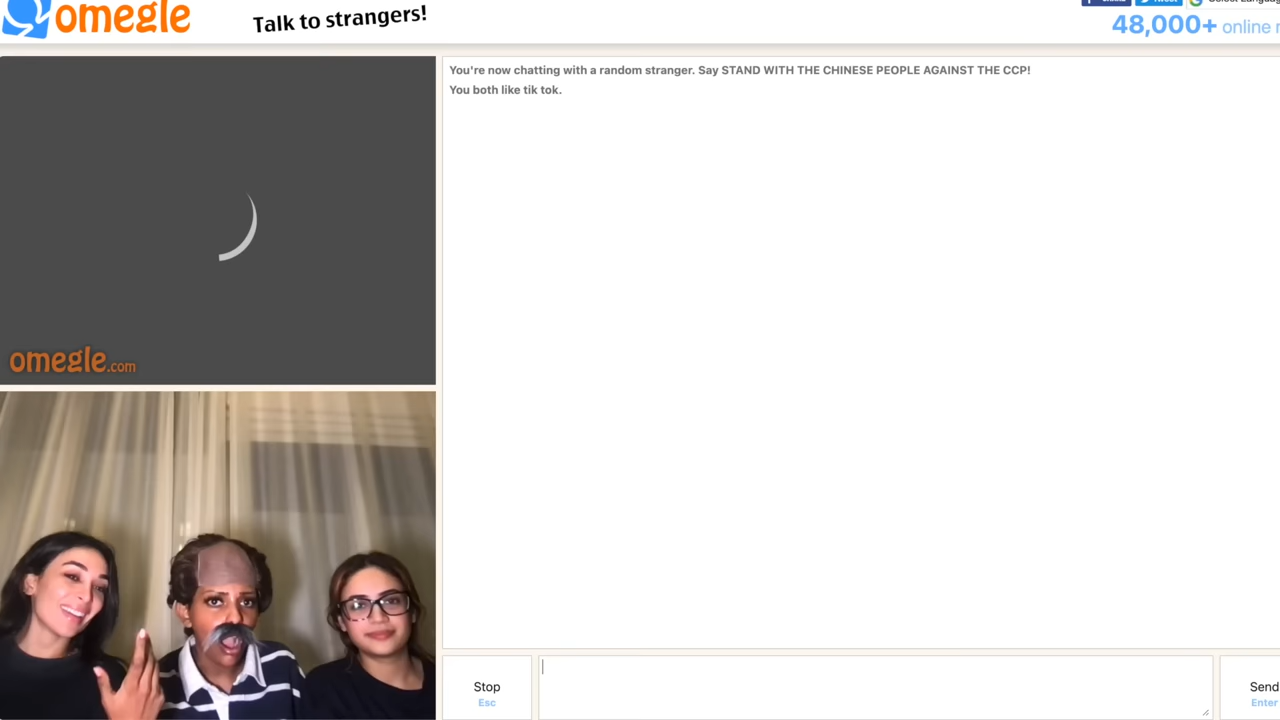 omegle
Talk to strangers!
Tweet
48,000+ online
You're now chatting with a random stranger. Say STAND WITH THE CHINESE PEOPLE AGAINST THE CCP!
You both like tik tok.
omegle.com
Stop
Esc
Send
Enter